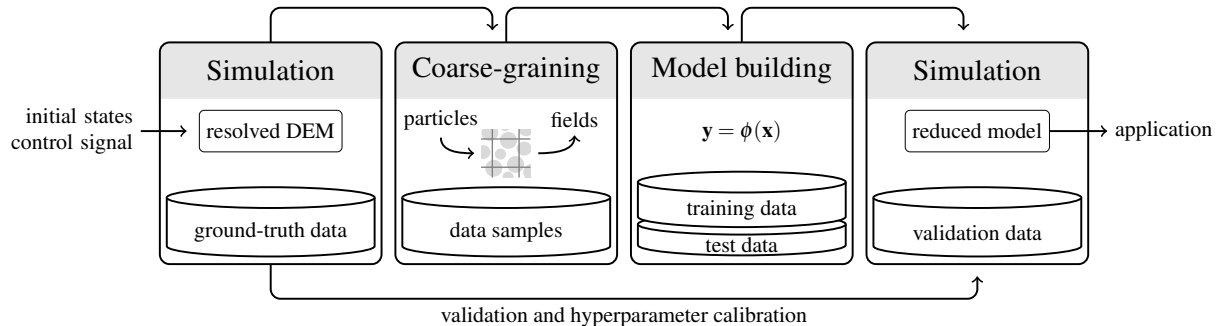 Simulation
Coarse-graining
Model building
Simulation
initial states
control signal
resolved DEM
particles
fields
y = ϕ(x)
reduced model
application
ground-truth data
data samples
training data
test data
validation data
validation and hyperparameter calibration